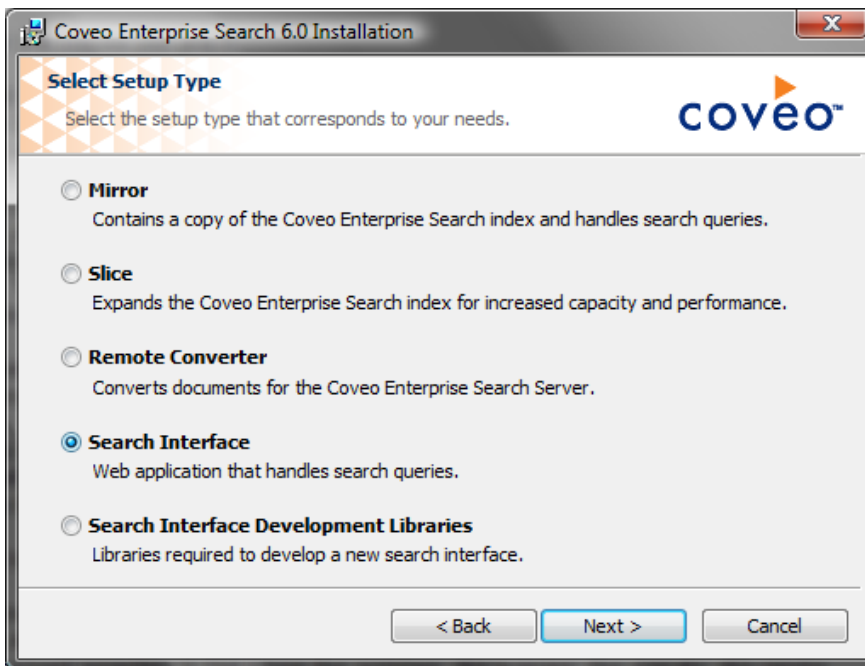 Coveo Enterprise Search 6.0 Installation
Select Setup Type
Select the setup type that corresponds to your needs.
coveo™
Mirror
Contains a copy of the Coveo Enterprise Search index and handles search queries.
Slice
Expands the Coveo Enterprise Search index for increased capacity and performance.
Remote Converter
Converts documents for the Coveo Enterprise Search Server.
Search Interface
Web application that handles search queries.
Search Interface Development Libraries
Libraries required to develop a new search interface.
< Back
Next >
Cancel